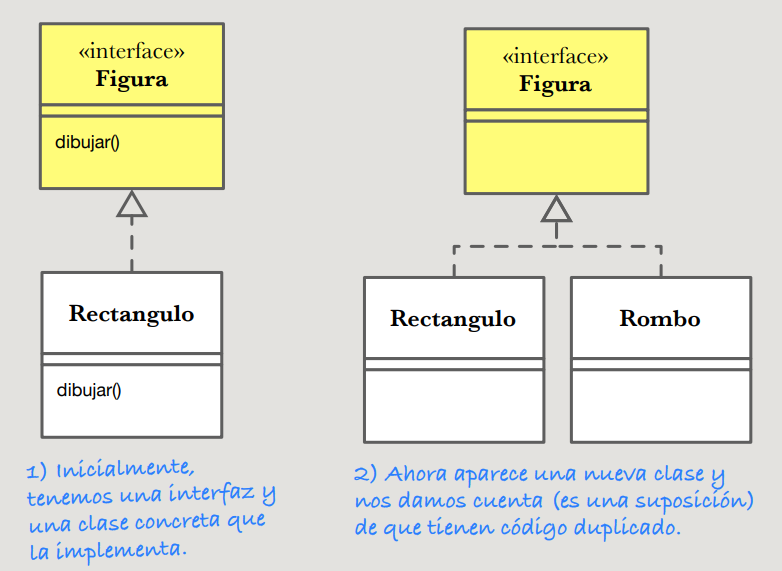 «interface»
Figura
dibujar()
Rectangulo
dibujar()
1) Inicialmente,
tenemos una interfaz y
una clase concreta que
la implementa.
«interface»
Figura
Rectangulo
Rombo
2) Ahora aparece una nueva clase y
nos damos cuenta (es una suposición)
de que tienen código duplicado.